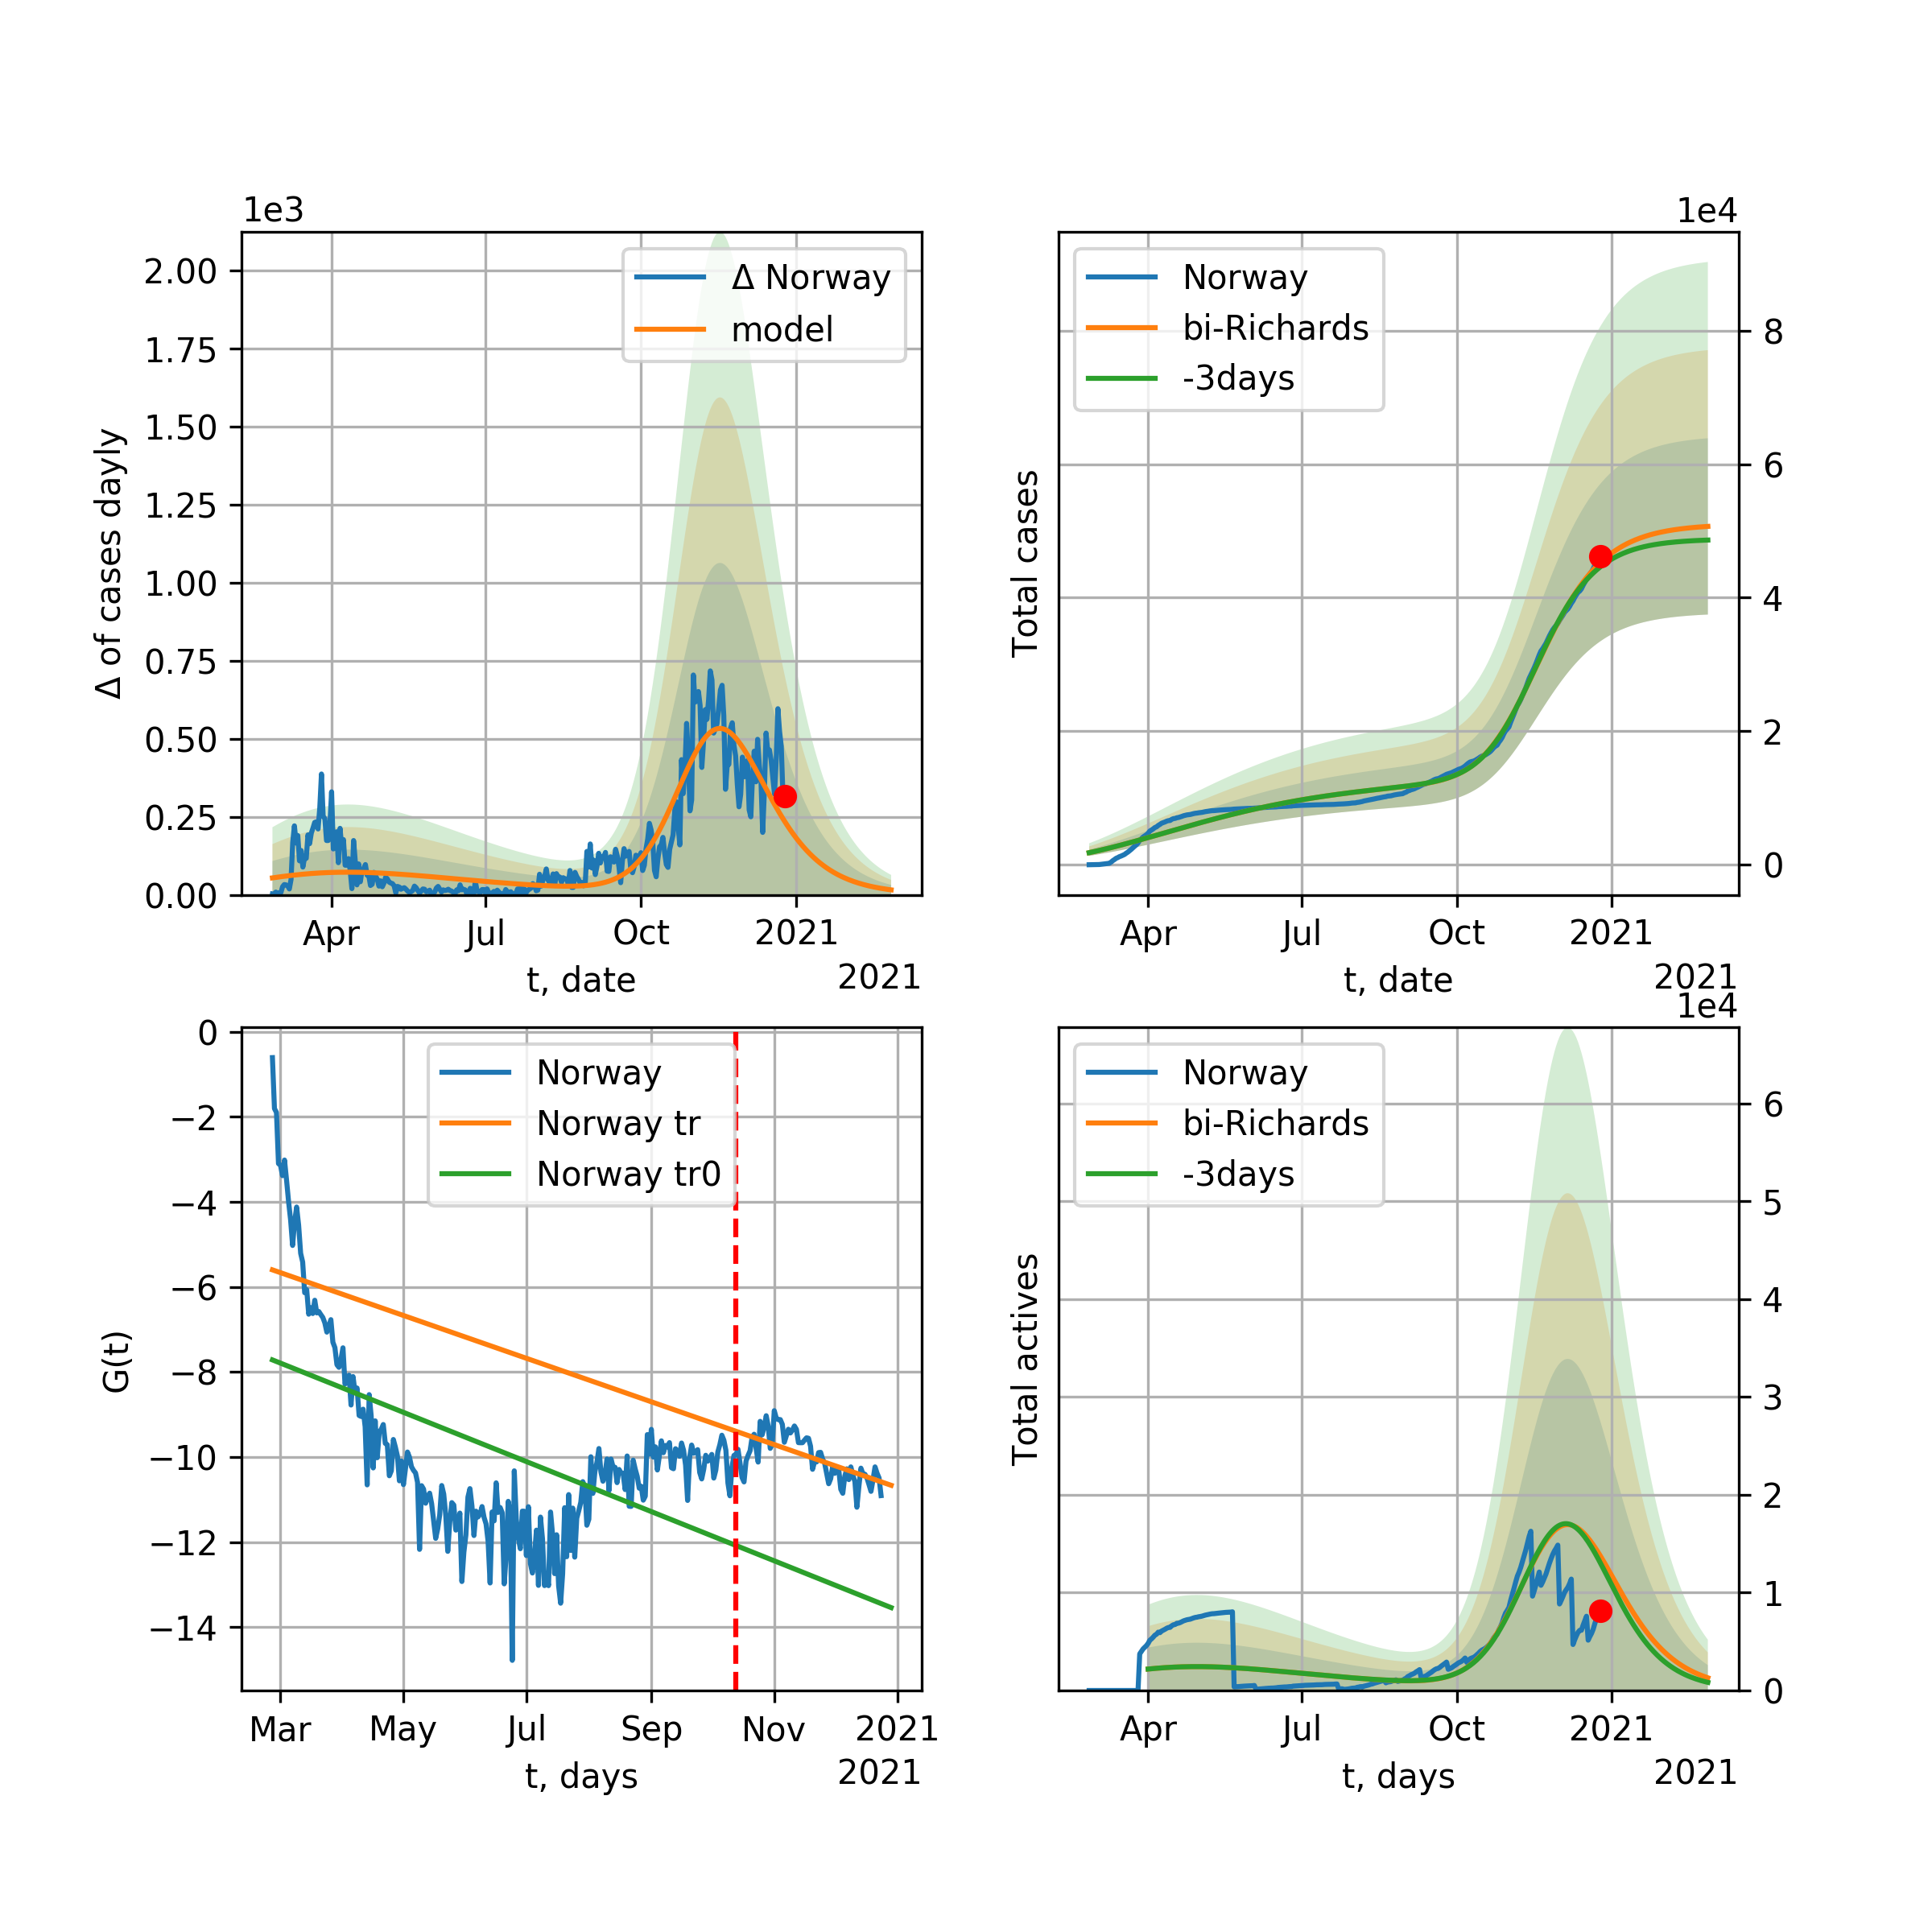 1e3
2.00
1.75
1.50
1.25
1.00
0.75
0.50
0.25
0.00
Δ of cases dayly
Δ Norway
model
Apr
Jul
Oct
2021
t, date
2021
1e4
Total cases
Norway
bi-Richards
-3days
8
6
4
2
0
Apr
Jul
Oct
2021
t, date
2021
0
−2
−4
−6
−8
−10
−12
−14
G(t)
Norway
Norway tr
Norway tr0
Mar
May
Jul
Sep
Nov
2021
t, days
2021
1e4
Total actives
Norway
bi-Richards
-3days
6
5
4
3
2
1
0
Apr
Jul
Oct
2021
t, days
2021